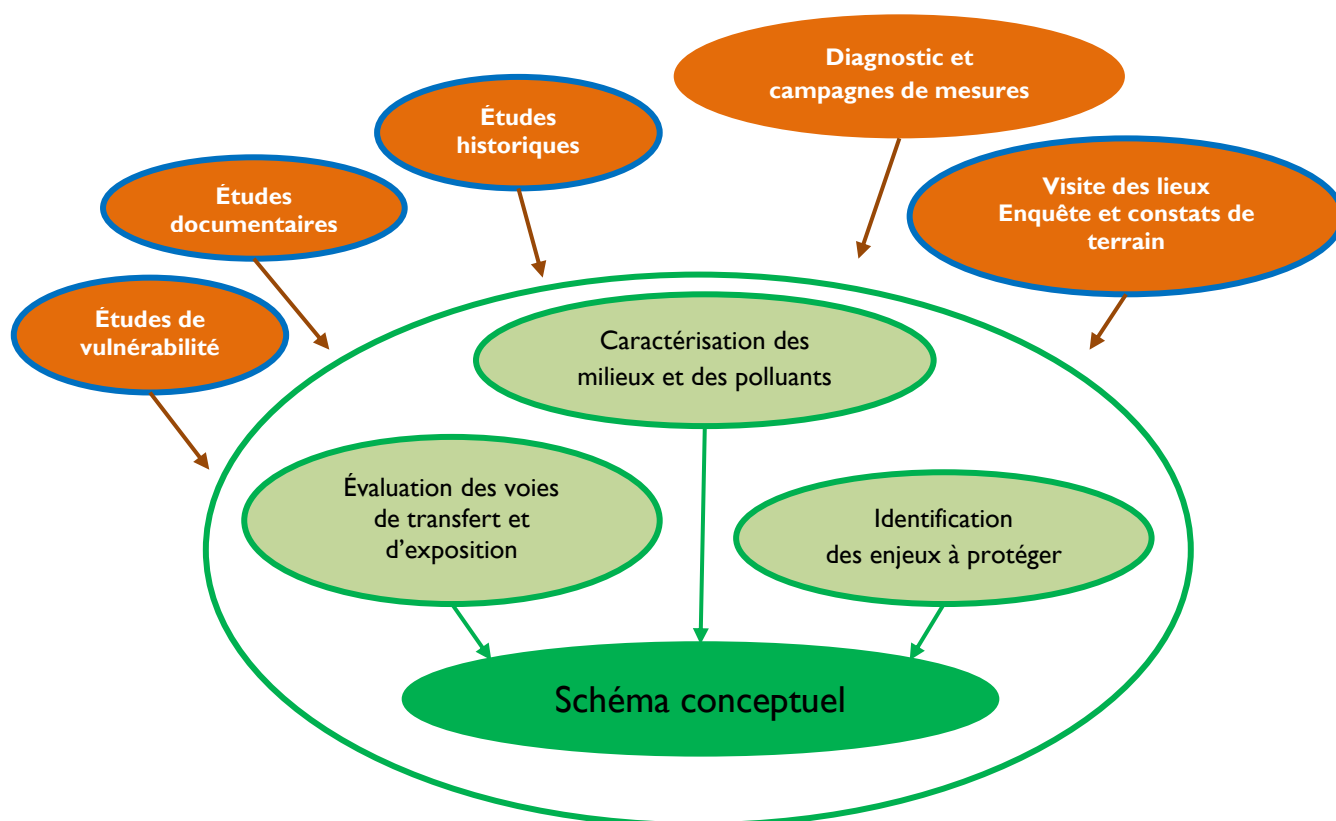 Diagnostic et
campagnes de mesures
Études
historiques
Visite des lieux
Enquête et constats de
terrain
Études
documentaires
Études de
vulnérabilité
Caractérisation des
milieux et des polluants
Évaluation des voies
de transfert et
d'exposition
Identification
des enjeux à protéger
Schéma conceptuel